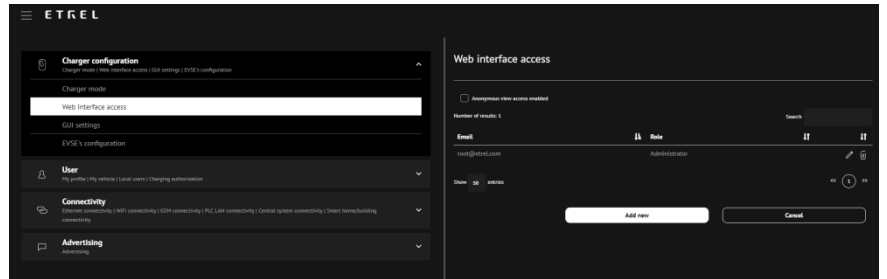 ETREL
Charger configuration
Charger mode | Web interface access | GUI settings | EVSE's configuration
Charger mode
Web Interface access
GUI settings
EVSE's configuration
User
My profile | My vehicle | Local users | Charging authorization
Connectivity
Ethernet connectivity | WiFi connectivity | GSM connectivity | PLC LAN connectivity | Central system connectivity | Smart home/building
connectivity
Advertising
Advertising
Web interface access
Anonymous view access enabled
Number of results: 1 Search
Email Role
root@etrel.com Administrator
Show 10 entries « 1 »
Add new Cancel